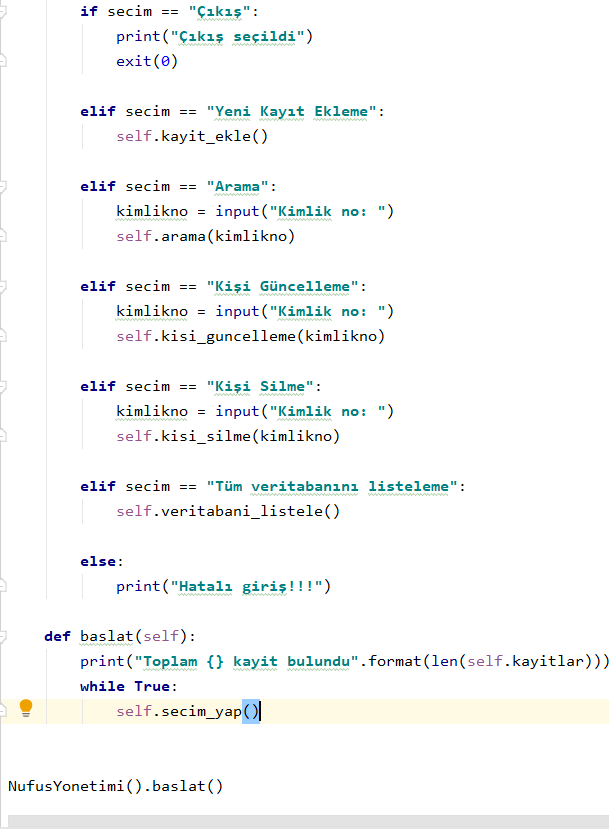 if secim == "Çıkış":
print("Çıkış seçildi")
exit(0)
elif secim == "Yeni Kayıt Ekleme":
self.kayit_ekle()
elif secim == "Arama":
kimlikno = input("Kimlik no: ")
self.arama(kimlikno)
elif secim == "Kişi Güncelleme":
kimlikno = input("Kimlik no: ")
self.kisi_guncelleme(kimlikno)
elif secim == "Kişi Silme":
kimlikno = input("Kimlik no: ")
self.kisi_silme(kimlikno)
elif secim == "Tüm veritabanını listeleme":
self.veritabani_listele()
else:
print("Hatalı giriş!!!")
def baslat(self):
print("Toplam {} kayit bulundu".format(len(self.kayitlar)))
while True:
self.secim_yap()
NufusYonetimi().baslat()